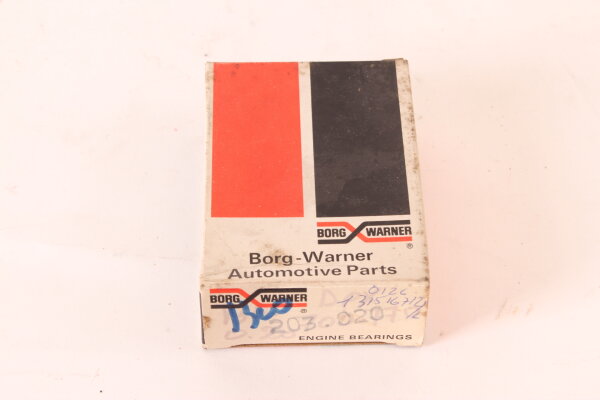 BORG WARNER
®
Borg-Warner
Automotive Parts
BORG WARNER
®
203-020
ENGINE BEARINGS